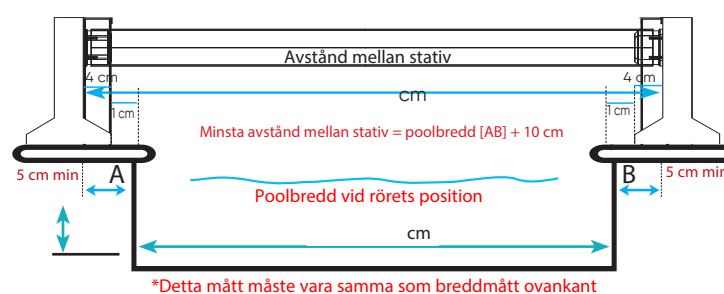 Avstånd mellan stativ
4 cm
4 cm
cm
1 cm
1 cm
Minsta avstånd mellan stativ = poolbredd [AB] + 10 cm
5 cm min
A
B
5 cm min
Poolbredd vid rörets position
cm
*Detta mått måste vara samma som breddmått ovankant